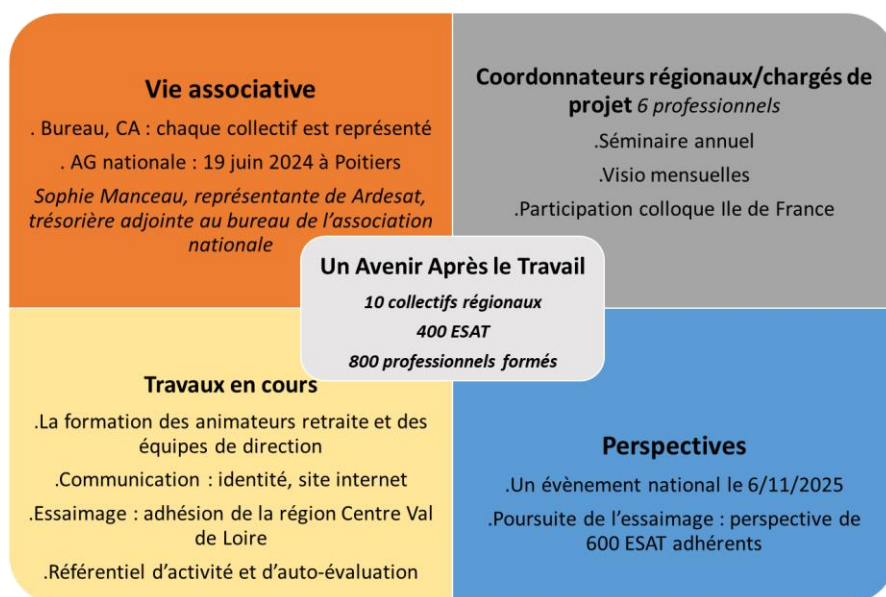 Vie associative
. Bureau, CA : chaque collectif est représenté
. AG nationale : 19 juin 2024 à Poitiers
Sophie Manceau, représentante de Ardesat,
trésorière adjointe au bureau de l'association
nationale
Coordonnateurs régionaux/chargés de
projet 6 professionnels
.Séminaire annuel
.Visio mensuelles
.Participation colloque Ile de France
Un Avenir Après le Travail
10 collectifs régionaux
400 ESAT
800 professionnels formés
Travaux en cours
.La formation des animateurs retraite et des
équipes de direction
.Communication : identité, site internet
.Essaimage : adhésion de la région Centre Val
de Loire
.Référentiel d'activité et d'auto-évaluation
Perspectives
.Un évènement national le 6/11/2025
.Poursuite de l'essaimage : perspective de
600 ESAT adhérents